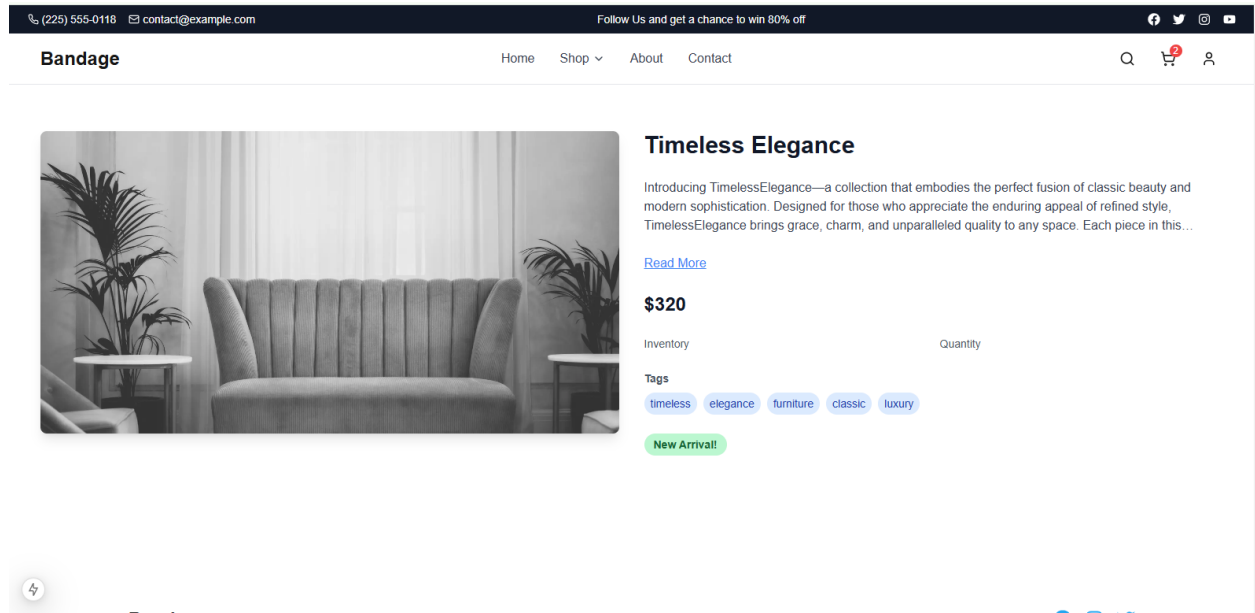 (225) 555-0118 contact@example.com Follow Us and get a chance to win 80% off
Bandage Home Shop About Contact 2
Timeless Elegance
Introducing TimelessElegance—a collection that embodies the perfect fusion of classic beauty and
modern sophistication. Designed for those who appreciate the enduring appeal of refined style,
TimelessElegance brings grace, charm, and unparalleled quality to any space. Each piece in this…
Read More
$320
Inventory Quantity
Tags
timeless elegance furniture classic luxury
New Arrival!